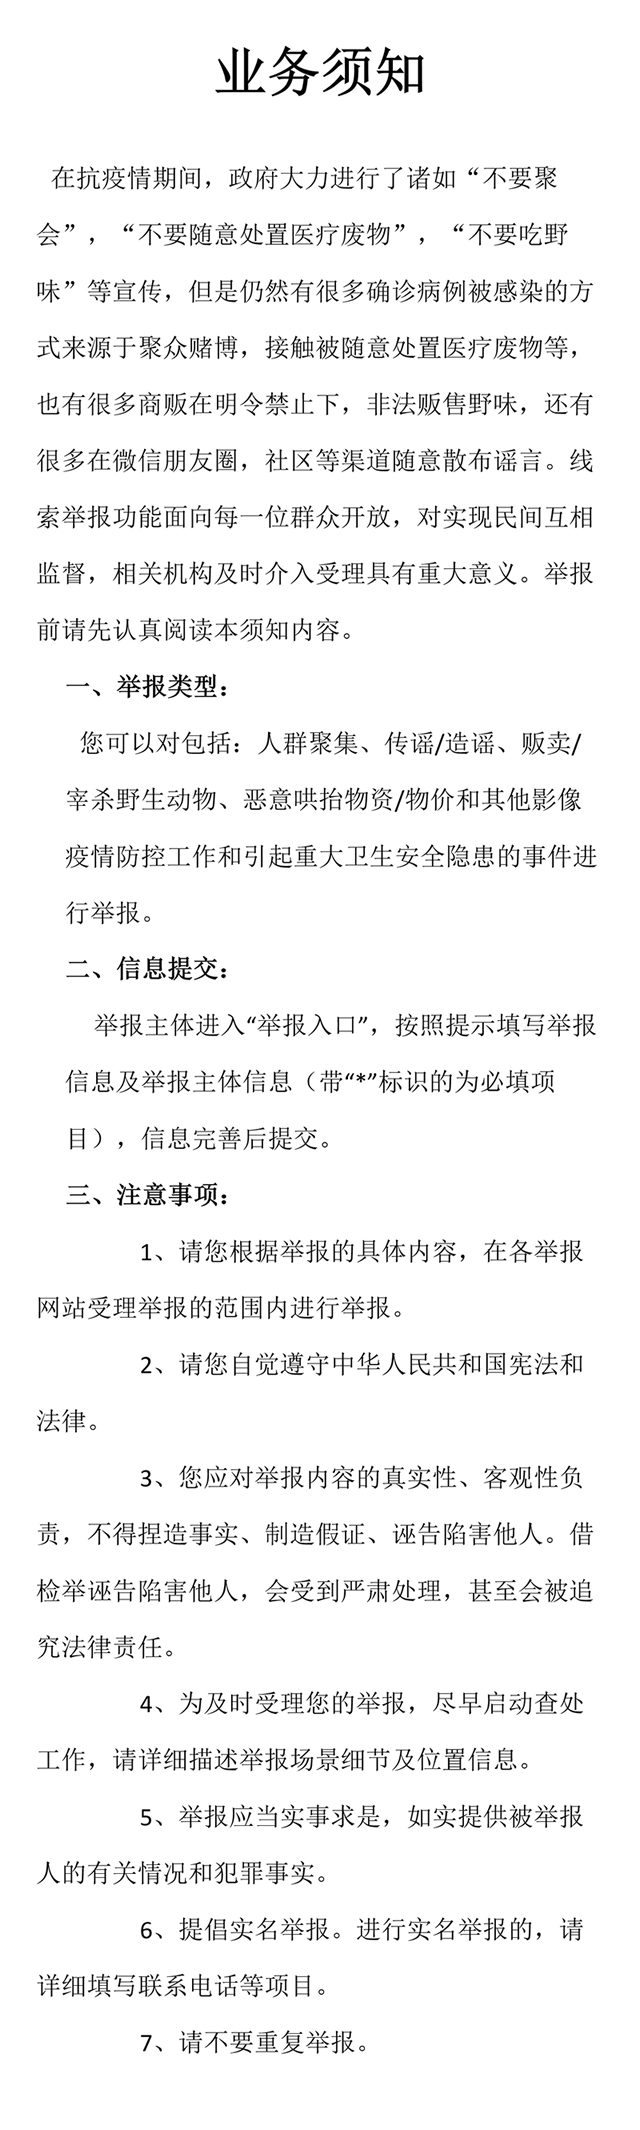 业务须知
在抗疫情期间，政府大力进行了诸如“不要聚
会”，“不要随意处置医疗废物”，“不要吃野
味”等宣传，但是仍然有很多确诊病例被感染的方
式来源于聚众赌博，接触被随意处置医疗废物等，
也有很多商贩在明令禁止下，非法贩售野味，还有
很多在微信朋友圈，社区等渠道随意散布谣言。线
索举报功能面向每一位群众开放，对实现民间互相
监督，相关机构及时介入受理具有重大意义。举报
前请先认真阅读本须知内容。
一、举报类型：
您可以对包括：人群聚集、传谣/造谣、贩卖/
宰杀野生动物、恶意哄抬物资/物价和其他影像
疫情防控工作和引起重大卫生安全隐患的事件进
行举报。
二、信息提交：
举报主体进入“举报入口”，按照提示填写举报
信息及举报主体信息（带“*”标识的为必填项
目），信息完善后提交。
三、注意事项：
1、请您根据举报的具体内容，在各举报
网站受理举报的范围内进行举报。
2、请您自觉遵守中华人民共和国宪法和
法律。
3、您应对举报内容的真实性、客观性负
责，不得捏造事实、制造假证、诬告陷害他人。借
检举诬告陷害他人，会受到严肃处理，甚至会被追
究法律责任。
4、为及时受理您的举报，尽早启动查处
工作，请详细描述举报场景细节及位置信息。
5、举报应当实事求是，如实提供被举报
人的有关情况和犯罪事实。
6、提倡实名举报。进行实名举报的，请
详细填写联系电话等项目。
7、请不要重复举报。